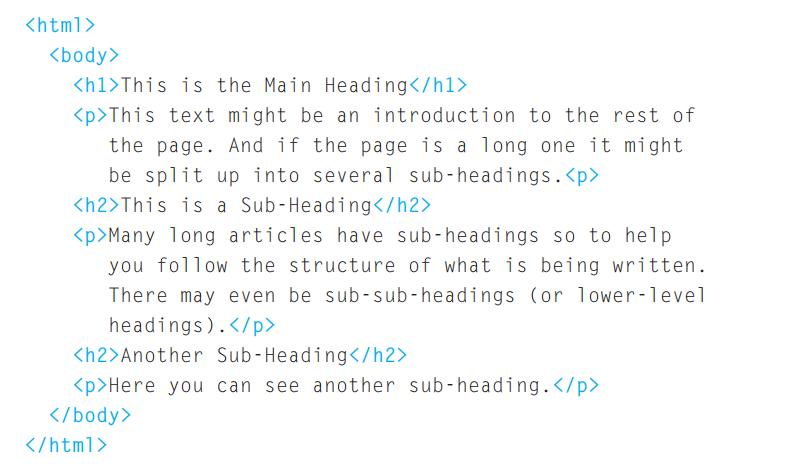 <html>
<body>
<h1>This is the Main Heading</h1>
<p>This text might be an introduction to the rest of
the page. And if the page is a long one it might
be split up into several sub-headings.<p>
<h2>This is a Sub-Heading</h2>
<p>Many long articles have sub-headings so to help
you follow the structure of what is being written.
There may even be sub-sub-headings (or lower-level
headings).</p>
<h2>Another Sub-Heading</h2>
<p>Here you can see another sub-heading.</p>
</body>
</html>